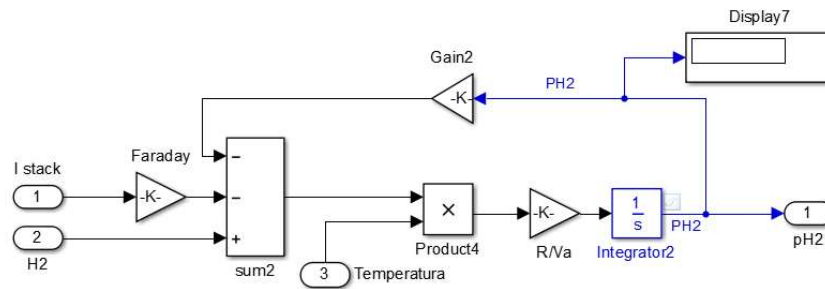 Display7
Gain2
-K-
PH2
I stack
Faraday
1
-K-
−
−
+
2
H2
sum2
×
Product4
3
Temperatura
-K-
R/Va
1
s
Integrator2
PH2
1
pH2